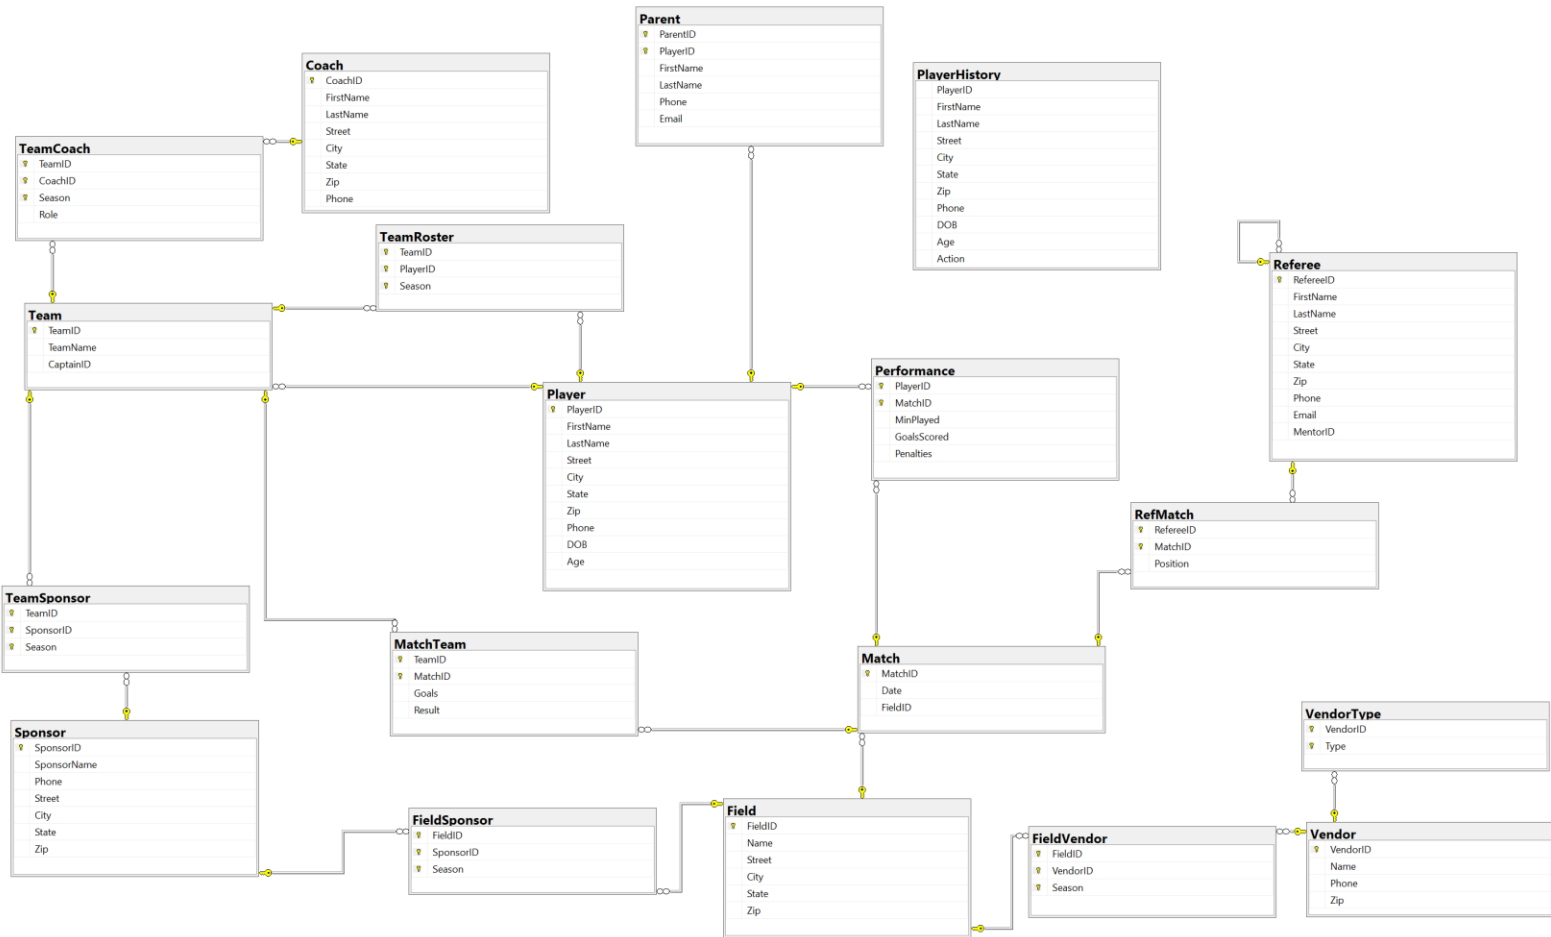 Parent
ParentID
PlayerID
FirstName
LastName
Phone
Email
Coach
CoachID
FirstName
LastName
Street
City
State
Zip
Phone
PlayerHistory
PlayerID
FirstName
LastName
Street
City
State
Zip
Phone
DOB
Age
Action
TeamCoach
TeamID
CoachID
Season
Role
TeamRoster
TeamID
PlayerID
Season
Referee
RefereeID
FirstName
LastName
Street
City
State
Zip
Phone
Email
MentorID
Team
TeamID
TeamName
CaptainID
Player
PlayerID
FirstName
LastName
Street
City
State
Zip
Phone
DOB
Age
Performance
PlayerID
MatchID
MinPlayed
GoalsScored
Penalties
RefMatch
RefereeID
MatchID
Position
TeamSponsor
TeamID
SponsorID
Season
MatchTeam
TeamID
MatchID
Goals
Result
Match
MatchID
Date
FieldID
VendorType
VendorID
Type
Sponsor
SponsorID
SponsorName
Phone
Street
City
State
Zip
FieldSponsor
FieldID
SponsorID
Season
Field
FieldID
Name
Street
City
State
Zip
FieldVendor
FieldID
VendorID
Season
Vendor
VendorID
Name
Phone
Zip